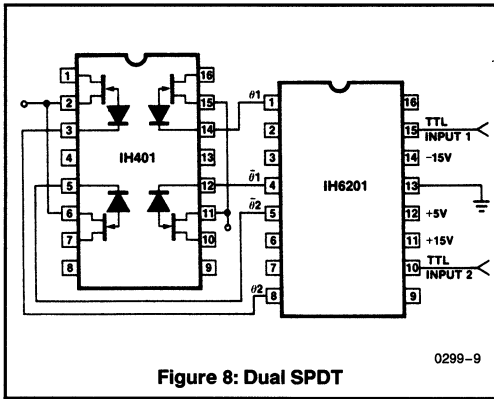 1
2
3
4
5
6
7
8
16
15
14
13
12
11
10
9
IH401
θ1
θ̄1
θ̄2
θ2
1
2
3
4
5
6
7
8
16
15
14
13
12
11
10
9
IH6201
TTL
INPUT 1
−15V
+5V
+15V
TTL
INPUT 2
0299–9
Figure 8: Dual SPDT